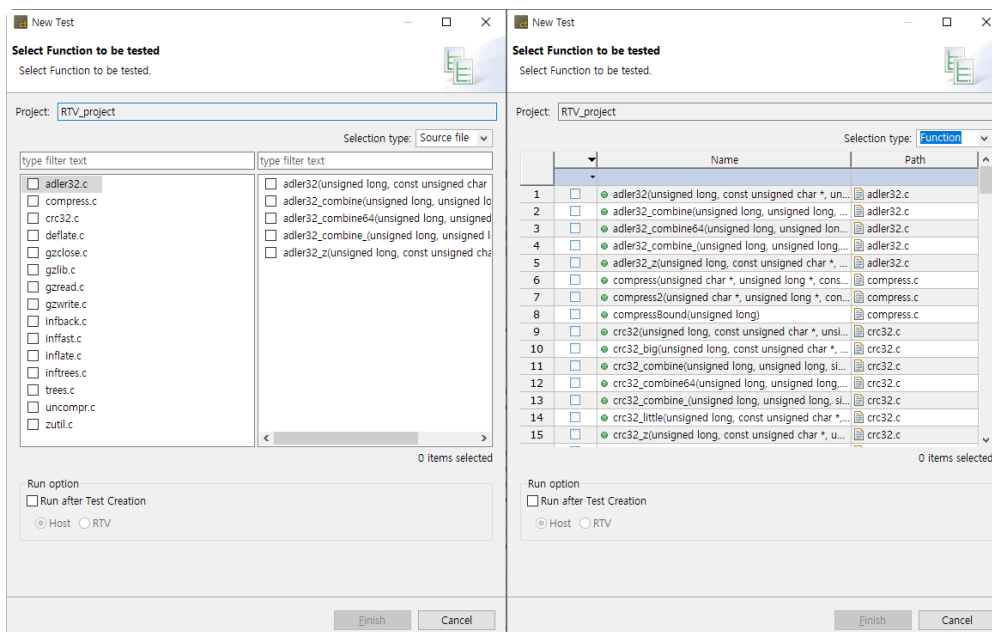 New Test
Select Function to be tested
Select Function to be tested.
Project: RTV_project
Selection type: Source file
type filter text
type filter text
adler32.c
compress.c
crc32.c
deflate.c
gzclose.c
gzlib.c
gzread.c
gzwrite.c
infback.c
inffast.c
inflate.c
inftrees.c
trees.c
uncompr.c
zutil.c
adler32(unsigned long, const unsigned char
adler32_combine(unsigned long, unsigned lo
adler32_combine64(unsigned long, unsigned
adler32_combine_(unsigned long, unsigned l
adler32_z(unsigned long, const unsigned cha
0 items selected
Run option
Run after Test Creation
Host RTV
Finish Cancel
New Test
Select Function to be tested
Select Function to be tested.
Project: RTV_project
Selection type: Function
Name Path
1 adler32(unsigned long, const unsigned char *, un... adler32.c
2 adler32_combine(unsigned long, unsigned long, ... adler32.c
3 adler32_combine64(unsigned long, unsigned lon... adler32.c
4 adler32_combine_(unsigned long, unsigned long,... adler32.c
5 adler32_z(unsigned long, const unsigned char *, ... adler32.c
6 compress(unsigned char *, unsigned long *, cons... compress.c
7 compress2(unsigned char *, unsigned long *, con... compress.c
8 compressBound(unsigned long) compress.c
9 crc32(unsigned long, const unsigned char *, unsi... crc32.c
10 crc32_big(unsigned long, const unsigned char *, ... crc32.c
11 crc32_combine(unsigned long, unsigned long, si... crc32.c
12 crc32_combine64(unsigned long, unsigned long,... crc32.c
13 crc32_combine_(unsigned long, unsigned long, si... crc32.c
14 crc32_little(unsigned long, const unsigned char *,... crc32.c
15 crc32_z(unsigned long, const unsigned char *, u... crc32.c
0 items selected
Run option
Run after Test Creation
Host RTV
Finish Cancel